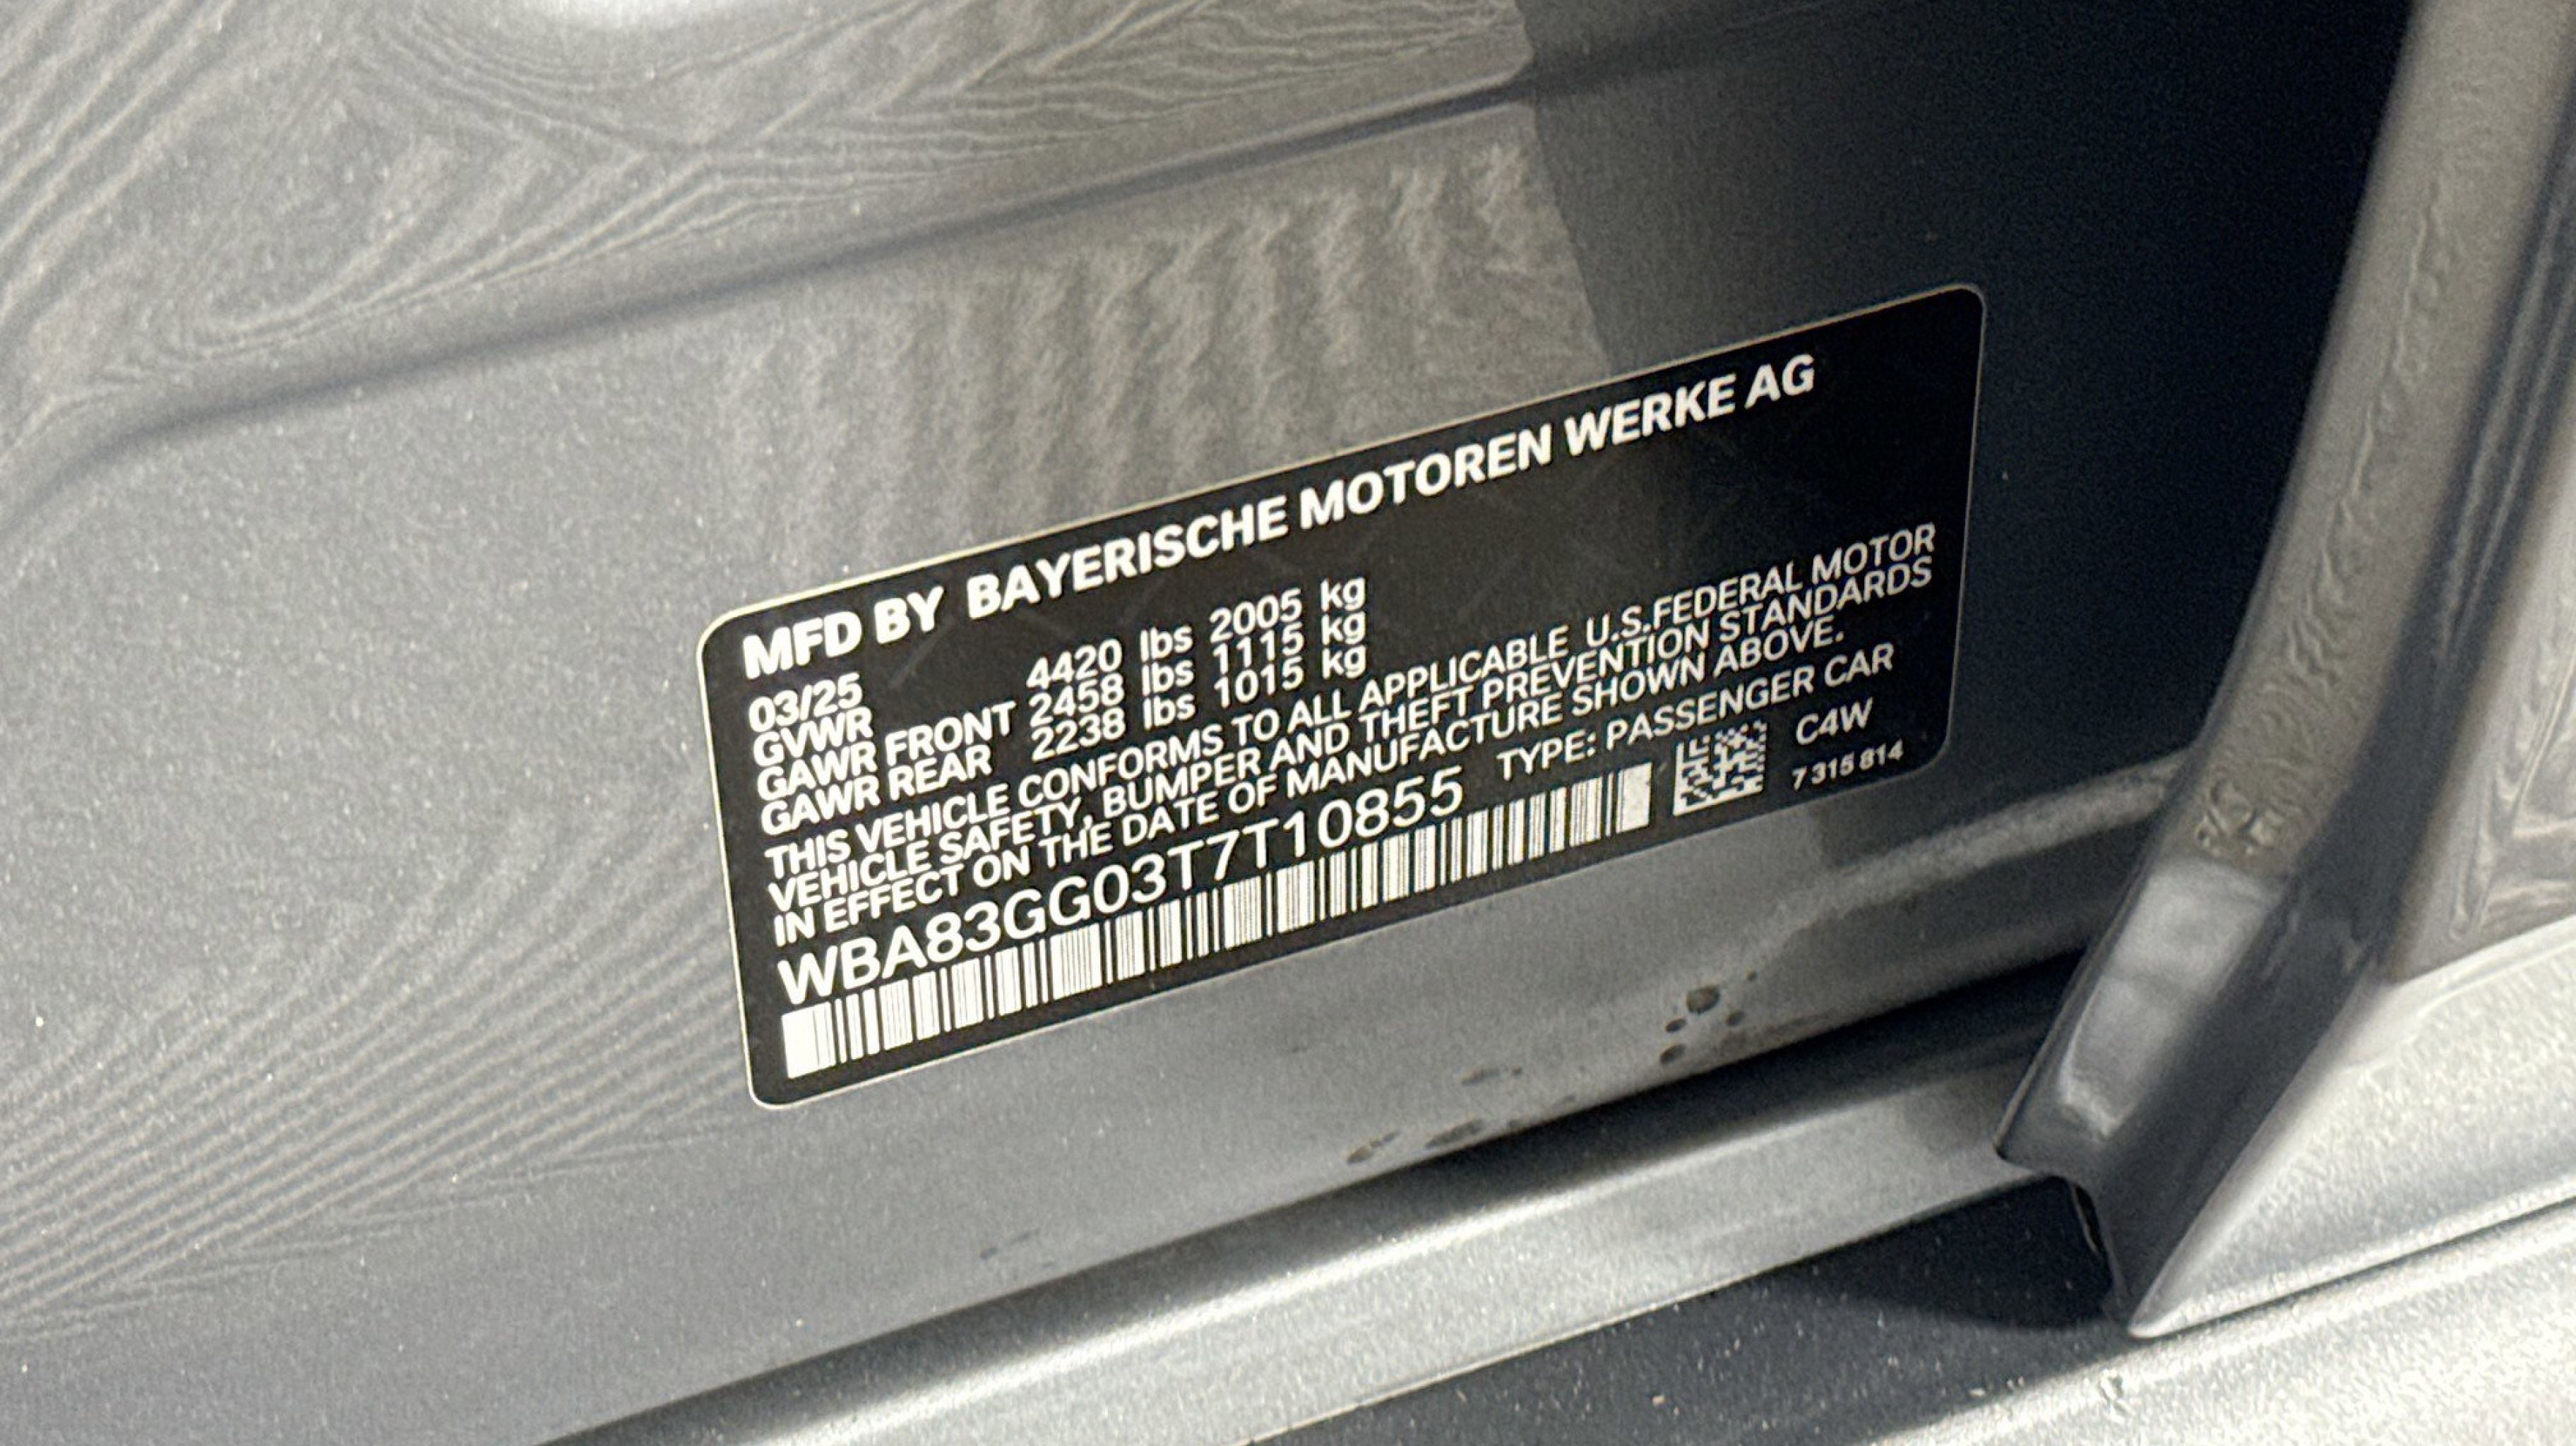 MFD BY BAYERISCHE MOTOREN WERKE AG
03/25
GVWR 4420 lbs 2005 kg
GAWR FRONT 2458 lbs 1115 kg
GAWR REAR 2238 lbs 1015 kg
THIS VEHICLE CONFORMS TO ALL APPLICABLE U.S.FEDERAL MOTOR
VEHICLE SAFETY, BUMPER AND THEFT PREVENTION STANDARDS
IN EFFECT ON THE DATE OF MANUFACTURE SHOWN ABOVE.
WBA83GG03T7T10855 TYPE: PASSENGER CAR
C4W
7 315 814